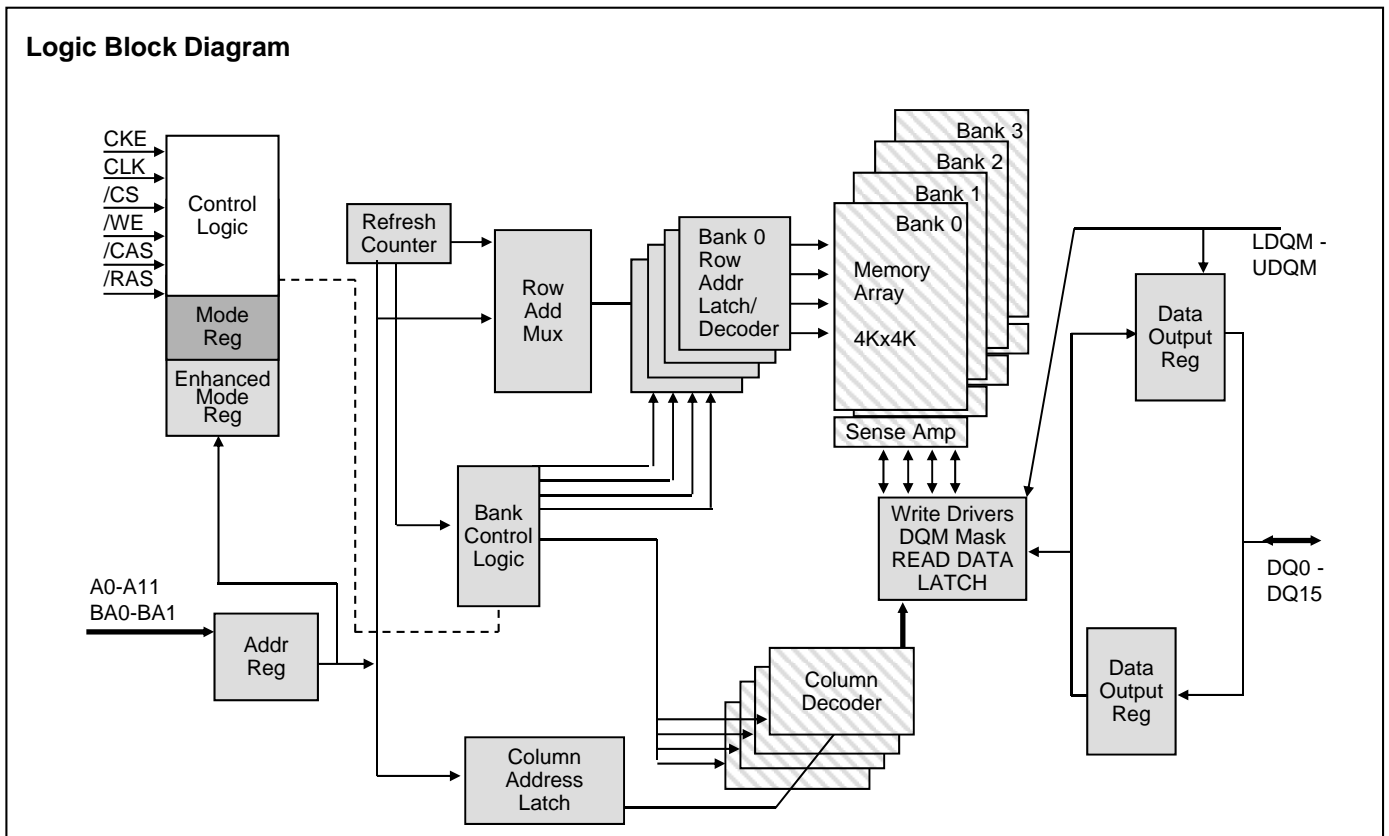 Logic Block Diagram
CKE
CLK
/CS
/WE
/CAS
/RAS
Control
Logic
Mode
Reg
Enhanced
Mode
Reg
A0-A11
BA0-BA1
Addr
Reg
Refresh
Counter
Row
Add
Mux
Bank
Control
Logic
Column
Address
Latch
Bank 0
Row
Addr
Latch/
Decoder
Bank 3
Bank 2
Bank 1
Bank 0
Memory
Array
4Kx4K
Sense Amp
Write Drivers
DQM Mask
READ DATA
LATCH
Column
Decoder
LDQM -
UDQM
Data
Output
Reg
DQ0 -
DQ15
Data
Output
Reg